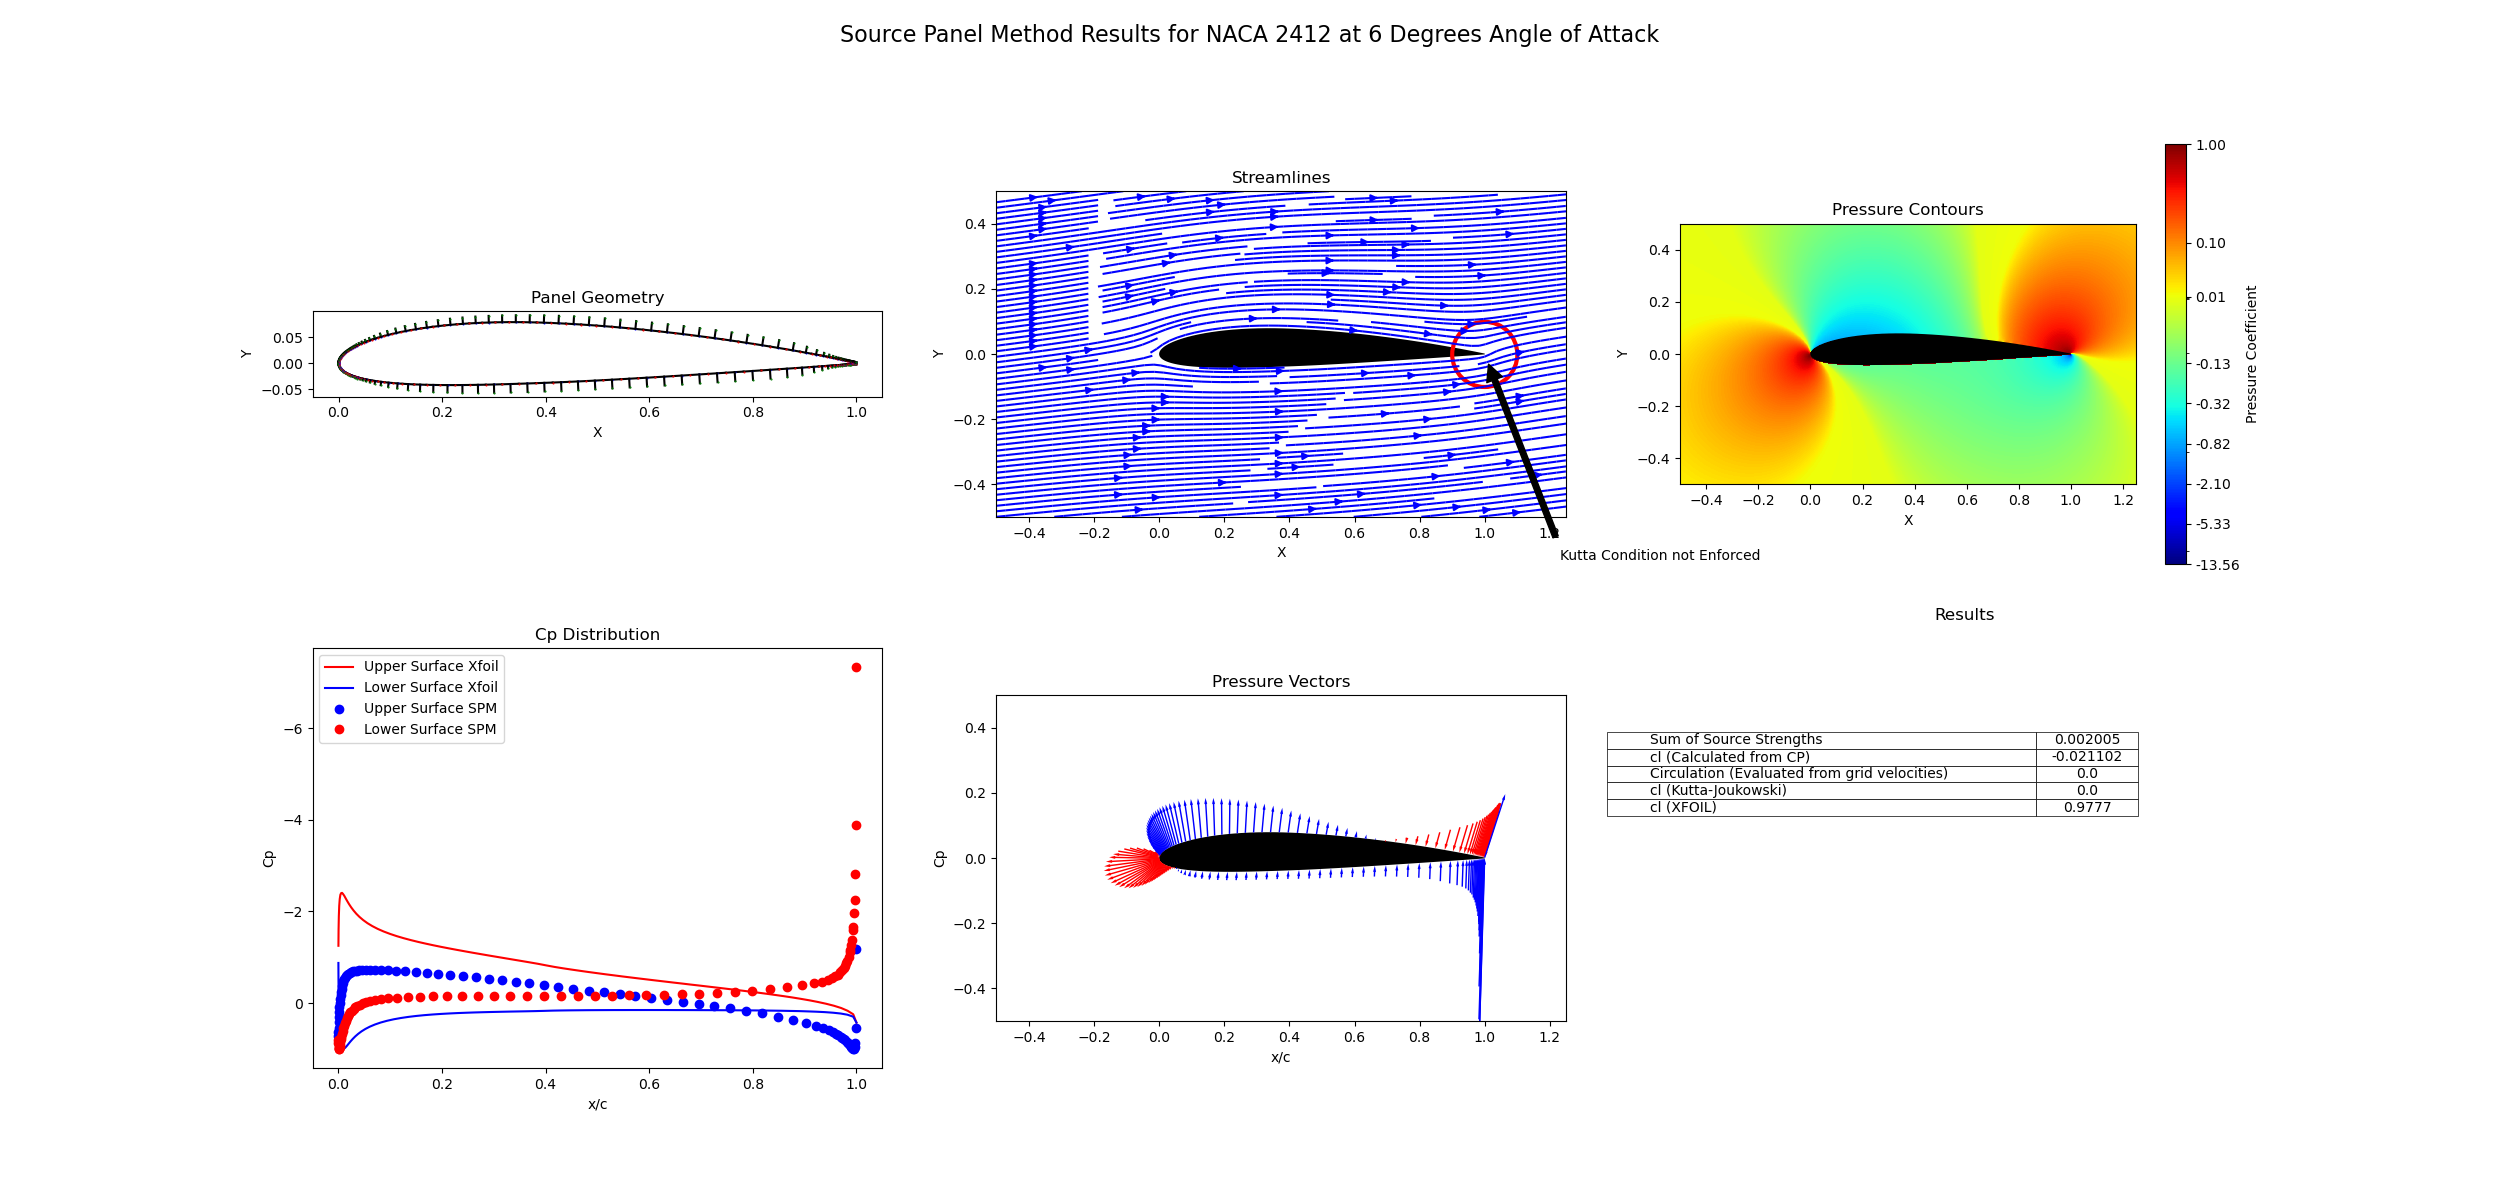 Source Panel Method Results for NACA 2412 at 6 Degrees Angle of Attack
Panel Geometry
0.05
0.00
−0.05
Y
0.0 0.2 0.4 0.6 0.8 1.0
X
Streamlines
0.4
0.2
0.0
−0.2
−0.4
Y
−0.4 −0.2 0.0 0.2 0.4 0.6 0.8 1.0 1.2
X
Kutta Condition not Enforced
Pressure Contours
0.4
0.2
0.0
−0.2
−0.4
Y
−0.4 −0.2 0.0 0.2 0.4 0.6 0.8 1.0 1.2
X
1.00
0.10
0.01
-0.13
-0.32
-0.82
-2.10
-5.33
-13.56
Pressure Coefficient
Cp Distribution
Upper Surface Xfoil
Lower Surface Xfoil
Upper Surface SPM
Lower Surface SPM
−6
−4
−2
0
Cp
0.0 0.2 0.4 0.6 0.8 1.0
x/c
Pressure Vectors
0.4
0.2
0.0
−0.2
−0.4
Cp
−0.4 −0.2 0.0 0.2 0.4 0.6 0.8 1.0 1.2
x/c
Results
Sum of Source Strengths 0.002005
cl (Calculated from CP) -0.021102
Circulation (Evaluated from grid velocities) 0.0
cl (Kutta-Joukowski) 0.0
cl (XFOIL) 0.9777